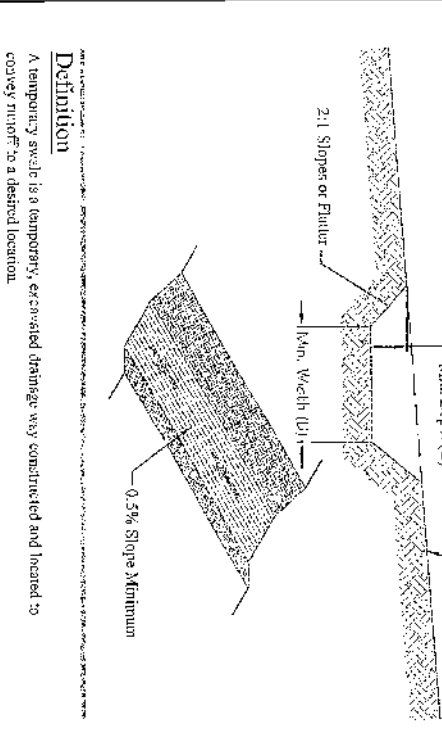 2:1 Slopes or Flatter
Min. Width (D)
0.5% Slope Minimum
Definition
A temporary swale is a temporary, excavated drainage way constructed and located to
convey runoff to a desired location.